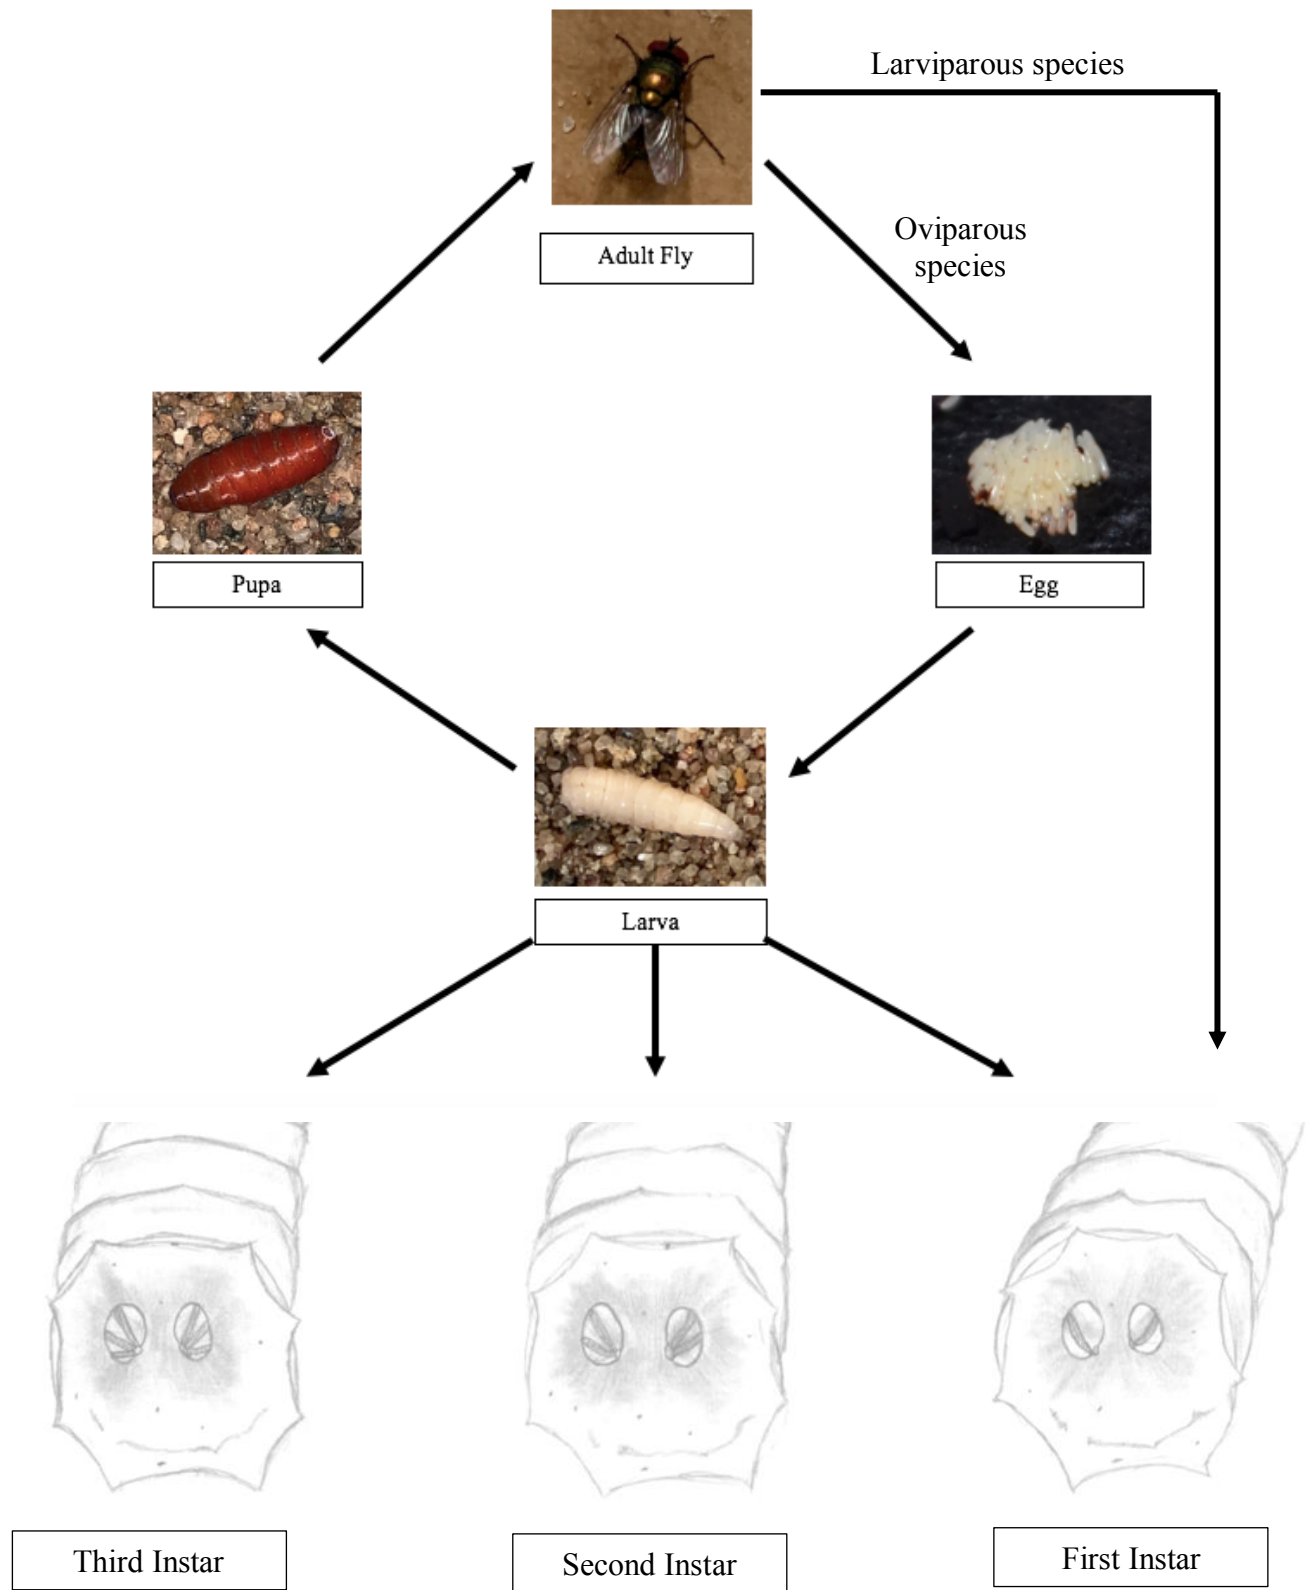 Larviparous species
Oviparous
species
Adult Fly
Pupa
Egg
Larva
Third Instar
Second Instar
First Instar